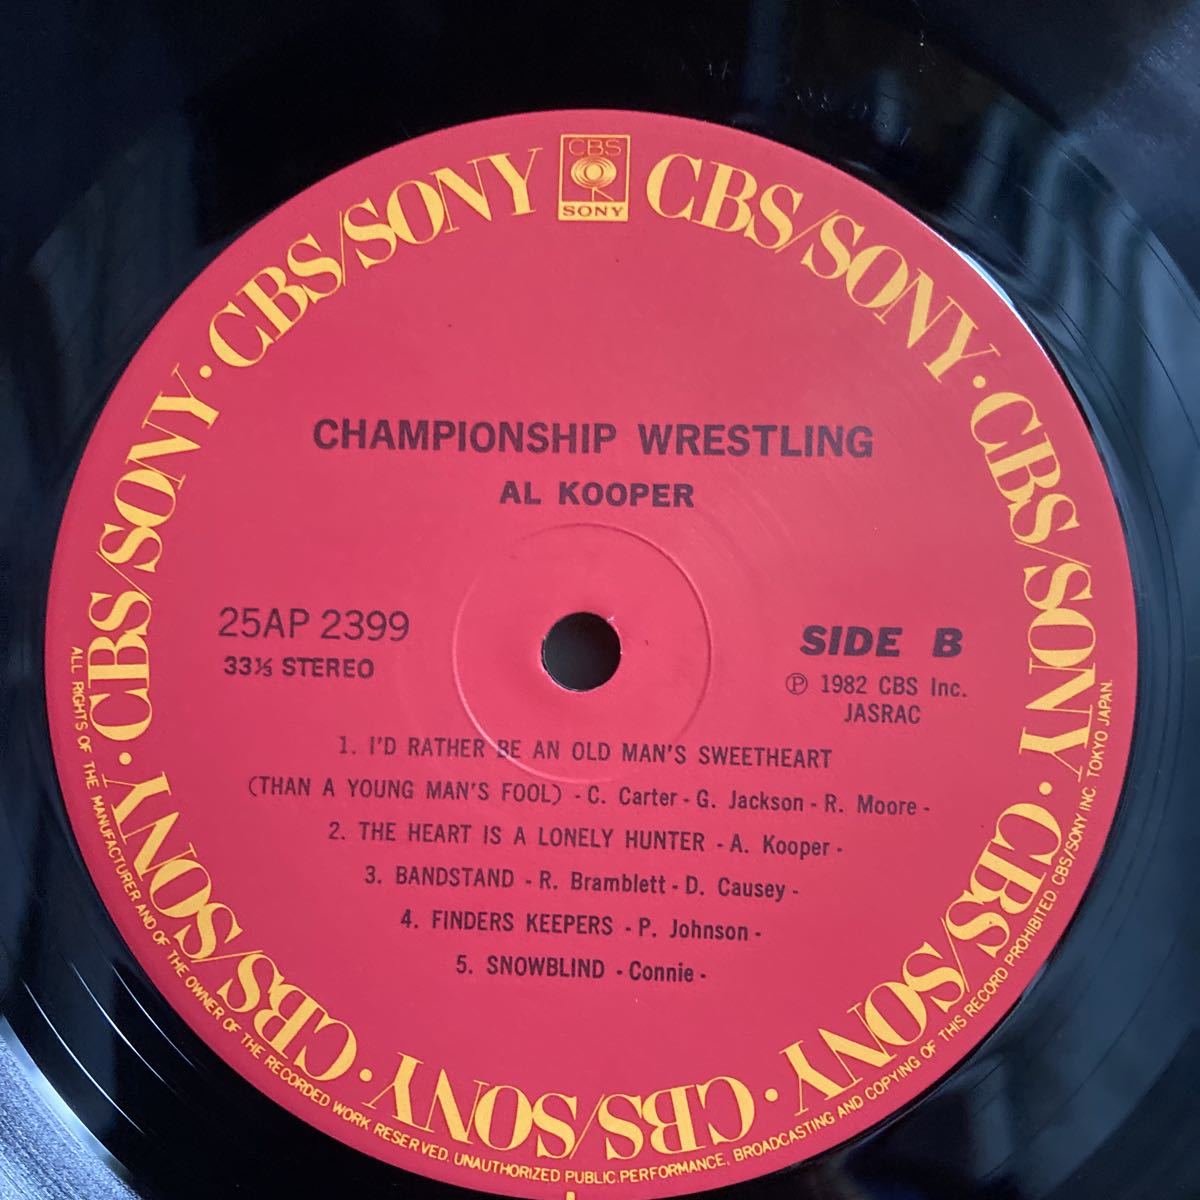 CBS
SONY
CBS/SONY · CBS/SONY · CBS/SONY · CBS/SONY · CBS/SONY · CBS/SONY · CBS/SONY · CBS/SONY · CBS/SONY · CBS/SONY
CHAMPIONSHIP WRESTLING
AL KOOPER
25AP 2399
33⅓ STEREO
SIDE B
℗ 1982 CBS Inc.
JASRAC
1. I'D RATHER BE AN OLD MAN'S SWEETHEART
(THAN A YOUNG MAN'S FOOL) - C. Carter - G. Jackson - R. Moore -
2. THE HEART IS A LONELY HUNTER - A. Kooper -
3. BANDSTAND - R. Bramblett - D. Causey -
4. FINDERS KEEPERS - P. Johnson -
5. SNOWBLIND - Connie -
ALL RIGHTS OF THE MANUFACTURER AND OF THE OWNER OF THE RECORDED WORK RESERVED. UNAUTHORIZED PUBLIC PERFORMANCE, BROADCASTING AND COPYING OF THIS RECORD PROHIBITED. CBS/SONY INC. TOKYO JAPAN.